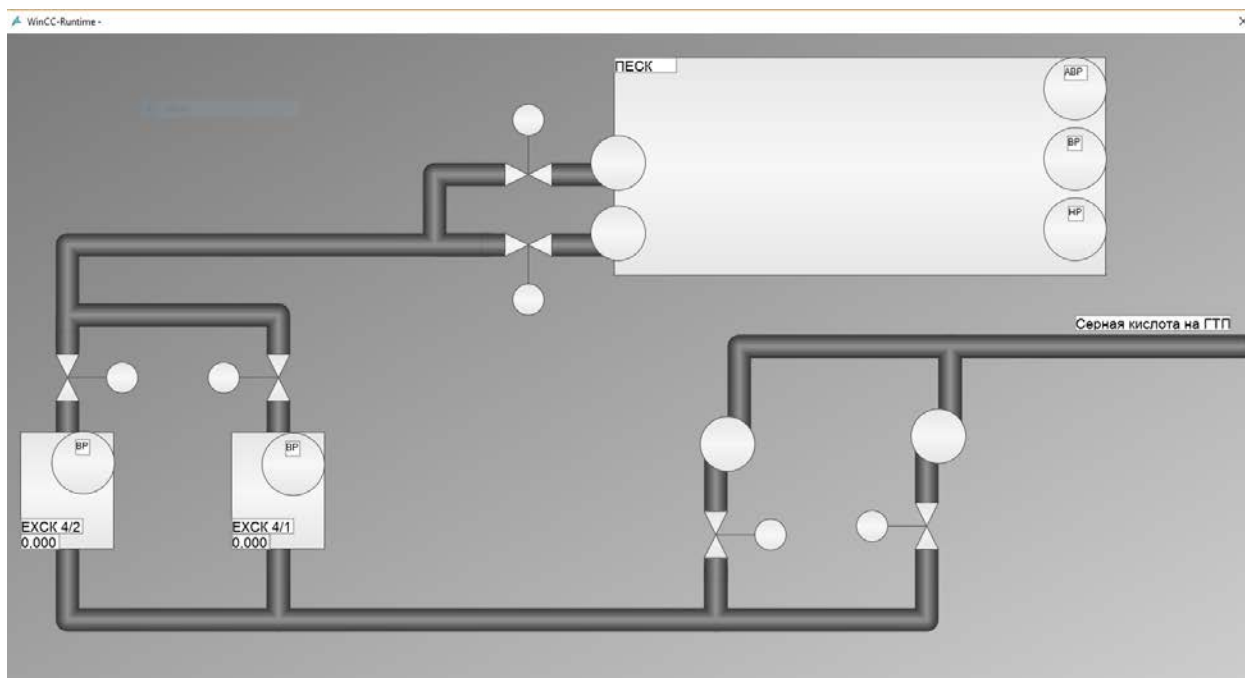 WinCC-Runtime -
ПЕСК
АВР
ВР
НР
Серная кислота на ГТП
ВР
ВР
ЕХСК 4/2
0.000
ЕХСК 4/1
0.000